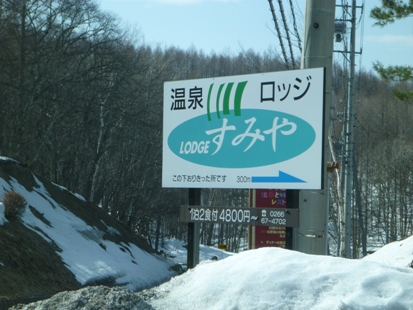 温泉 ロッジ
LODGE すみや
この下おりきった所です 300m
1泊2食付4800円〜
☎0266
67-4702